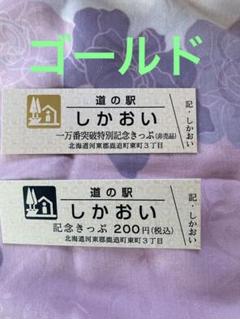 ゴールド
道の駅
しかおい
一万番突破特別記念きっぷ(非売品)
北海道河東郡鹿追町東町3丁目
記・しかおい
道の駅
しかおい
記念きっぷ 200円(税込)
北海道河東郡鹿追町東町3丁目
記・しかおい